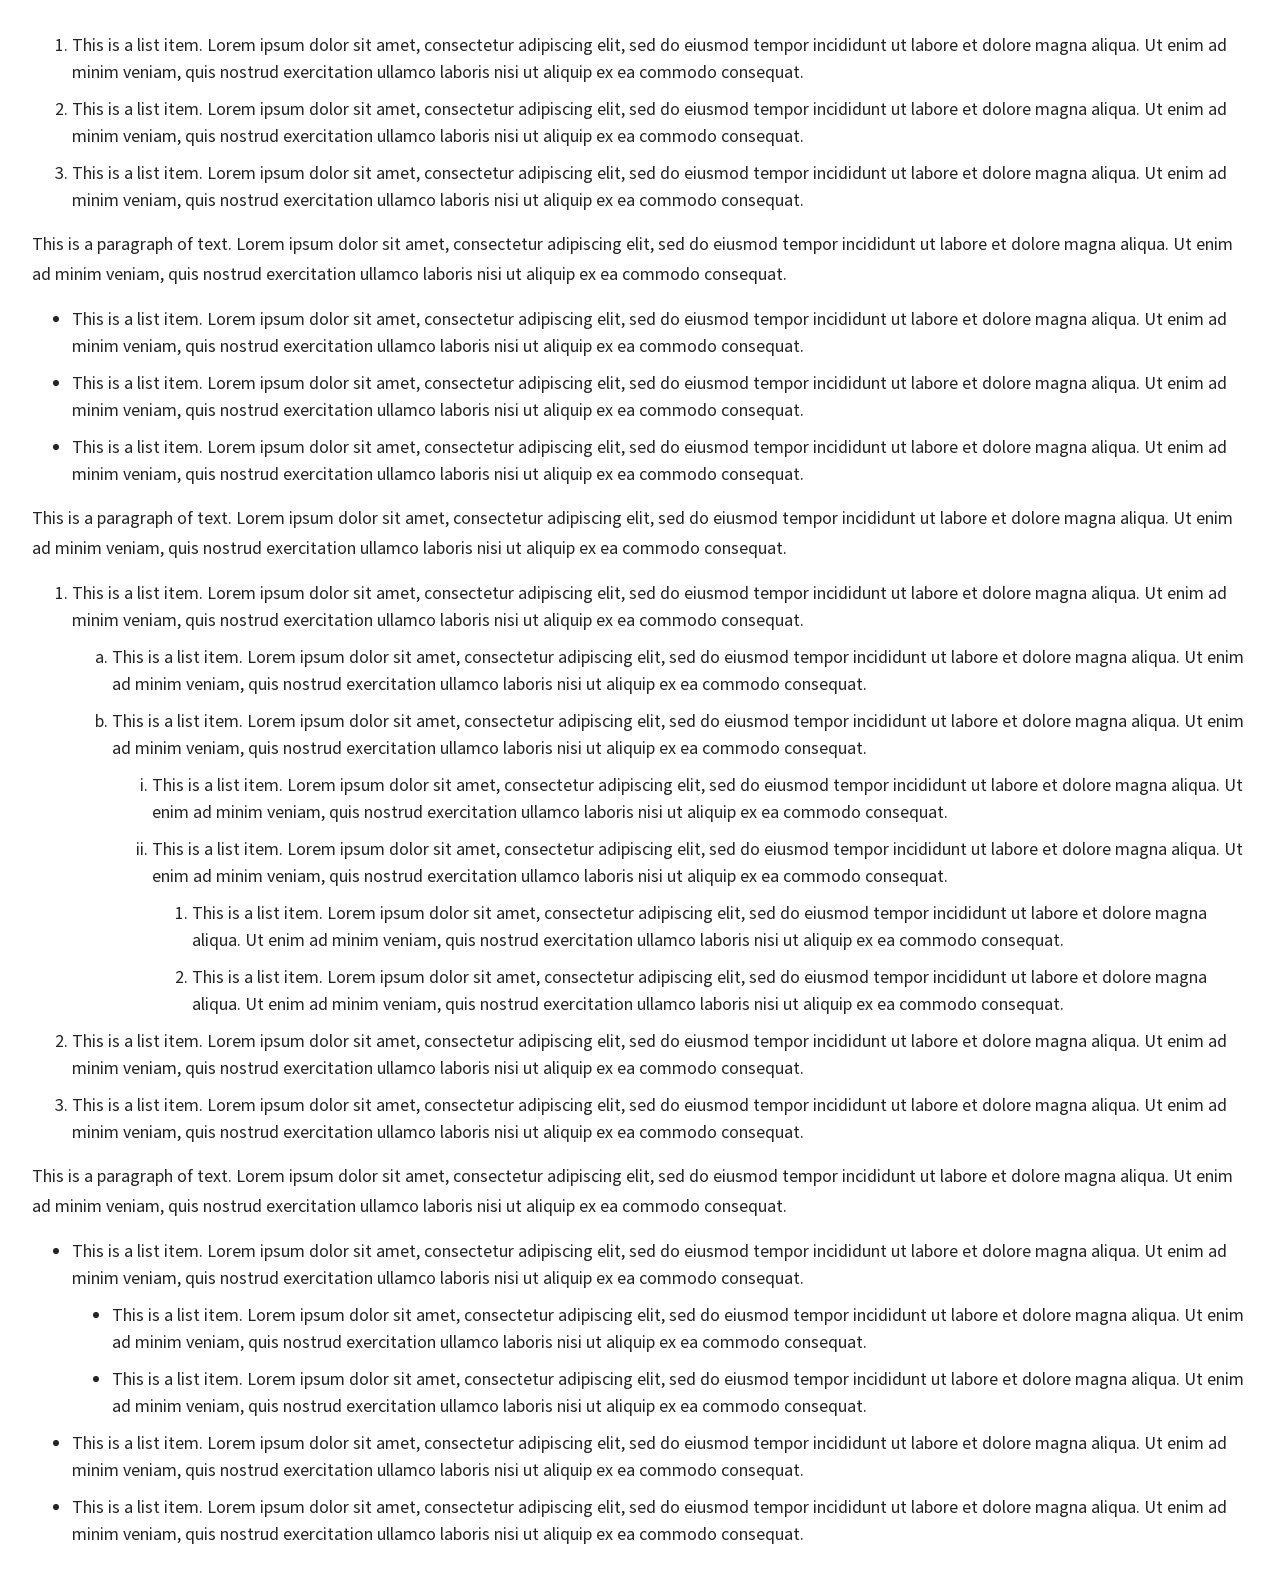 1. This is a list item. Lorem ipsum dolor sit amet, consectetur adipiscing elit, sed do eiusmod tempor incididunt ut labore et dolore magna aliqua. Ut enim ad
minim veniam, quis nostrud exercitation ullamco laboris nisi ut aliquip ex ea commodo consequat.
2. This is a list item. Lorem ipsum dolor sit amet, consectetur adipiscing elit, sed do eiusmod tempor incididunt ut labore et dolore magna aliqua. Ut enim ad
minim veniam, quis nostrud exercitation ullamco laboris nisi ut aliquip ex ea commodo consequat.
3. This is a list item. Lorem ipsum dolor sit amet, consectetur adipiscing elit, sed do eiusmod tempor incididunt ut labore et dolore magna aliqua. Ut enim ad
minim veniam, quis nostrud exercitation ullamco laboris nisi ut aliquip ex ea commodo consequat.
This is a paragraph of text. Lorem ipsum dolor sit amet, consectetur adipiscing elit, sed do eiusmod tempor incididunt ut labore et dolore magna aliqua. Ut enim
ad minim veniam, quis nostrud exercitation ullamco laboris nisi ut aliquip ex ea commodo consequat.
• This is a list item. Lorem ipsum dolor sit amet, consectetur adipiscing elit, sed do eiusmod tempor incididunt ut labore et dolore magna aliqua. Ut enim ad
minim veniam, quis nostrud exercitation ullamco laboris nisi ut aliquip ex ea commodo consequat.
• This is a list item. Lorem ipsum dolor sit amet, consectetur adipiscing elit, sed do eiusmod tempor incididunt ut labore et dolore magna aliqua. Ut enim ad
minim veniam, quis nostrud exercitation ullamco laboris nisi ut aliquip ex ea commodo consequat.
• This is a list item. Lorem ipsum dolor sit amet, consectetur adipiscing elit, sed do eiusmod tempor incididunt ut labore et dolore magna aliqua. Ut enim ad
minim veniam, quis nostrud exercitation ullamco laboris nisi ut aliquip ex ea commodo consequat.
This is a paragraph of text. Lorem ipsum dolor sit amet, consectetur adipiscing elit, sed do eiusmod tempor incididunt ut labore et dolore magna aliqua. Ut enim
ad minim veniam, quis nostrud exercitation ullamco laboris nisi ut aliquip ex ea commodo consequat.
1. This is a list item. Lorem ipsum dolor sit amet, consectetur adipiscing elit, sed do eiusmod tempor incididunt ut labore et dolore magna aliqua. Ut enim ad
minim veniam, quis nostrud exercitation ullamco laboris nisi ut aliquip ex ea commodo consequat.
a. This is a list item. Lorem ipsum dolor sit amet, consectetur adipiscing elit, sed do eiusmod tempor incididunt ut labore et dolore magna aliqua. Ut enim
ad minim veniam, quis nostrud exercitation ullamco laboris nisi ut aliquip ex ea commodo consequat.
b. This is a list item. Lorem ipsum dolor sit amet, consectetur adipiscing elit, sed do eiusmod tempor incididunt ut labore et dolore magna aliqua. Ut enim
ad minim veniam, quis nostrud exercitation ullamco laboris nisi ut aliquip ex ea commodo consequat.
i. This is a list item. Lorem ipsum dolor sit amet, consectetur adipiscing elit, sed do eiusmod tempor incididunt ut labore et dolore magna aliqua. Ut
enim ad minim veniam, quis nostrud exercitation ullamco laboris nisi ut aliquip ex ea commodo consequat.
ii. This is a list item. Lorem ipsum dolor sit amet, consectetur adipiscing elit, sed do eiusmod tempor incididunt ut labore et dolore magna aliqua. Ut
enim ad minim veniam, quis nostrud exercitation ullamco laboris nisi ut aliquip ex ea commodo consequat.
1. This is a list item. Lorem ipsum dolor sit amet, consectetur adipiscing elit, sed do eiusmod tempor incididunt ut labore et dolore magna
aliqua. Ut enim ad minim veniam, quis nostrud exercitation ullamco laboris nisi ut aliquip ex ea commodo consequat.
2. This is a list item. Lorem ipsum dolor sit amet, consectetur adipiscing elit, sed do eiusmod tempor incididunt ut labore et dolore magna
aliqua. Ut enim ad minim veniam, quis nostrud exercitation ullamco laboris nisi ut aliquip ex ea commodo consequat.
2. This is a list item. Lorem ipsum dolor sit amet, consectetur adipiscing elit, sed do eiusmod tempor incididunt ut labore et dolore magna aliqua. Ut enim ad
minim veniam, quis nostrud exercitation ullamco laboris nisi ut aliquip ex ea commodo consequat.
3. This is a list item. Lorem ipsum dolor sit amet, consectetur adipiscing elit, sed do eiusmod tempor incididunt ut labore et dolore magna aliqua. Ut enim ad
minim veniam, quis nostrud exercitation ullamco laboris nisi ut aliquip ex ea commodo consequat.
This is a paragraph of text. Lorem ipsum dolor sit amet, consectetur adipiscing elit, sed do eiusmod tempor incididunt ut labore et dolore magna aliqua. Ut enim
ad minim veniam, quis nostrud exercitation ullamco laboris nisi ut aliquip ex ea commodo consequat.
• This is a list item. Lorem ipsum dolor sit amet, consectetur adipiscing elit, sed do eiusmod tempor incididunt ut labore et dolore magna aliqua. Ut enim ad
minim veniam, quis nostrud exercitation ullamco laboris nisi ut aliquip ex ea commodo consequat.
• This is a list item. Lorem ipsum dolor sit amet, consectetur adipiscing elit, sed do eiusmod tempor incididunt ut labore et dolore magna aliqua. Ut enim
ad minim veniam, quis nostrud exercitation ullamco laboris nisi ut aliquip ex ea commodo consequat.
• This is a list item. Lorem ipsum dolor sit amet, consectetur adipiscing elit, sed do eiusmod tempor incididunt ut labore et dolore magna aliqua. Ut enim
ad minim veniam, quis nostrud exercitation ullamco laboris nisi ut aliquip ex ea commodo consequat.
• This is a list item. Lorem ipsum dolor sit amet, consectetur adipiscing elit, sed do eiusmod tempor incididunt ut labore et dolore magna aliqua. Ut enim ad
minim veniam, quis nostrud exercitation ullamco laboris nisi ut aliquip ex ea commodo consequat.
• This is a list item. Lorem ipsum dolor sit amet, consectetur adipiscing elit, sed do eiusmod tempor incididunt ut labore et dolore magna aliqua. Ut enim ad
minim veniam, quis nostrud exercitation ullamco laboris nisi ut aliquip ex ea commodo consequat.